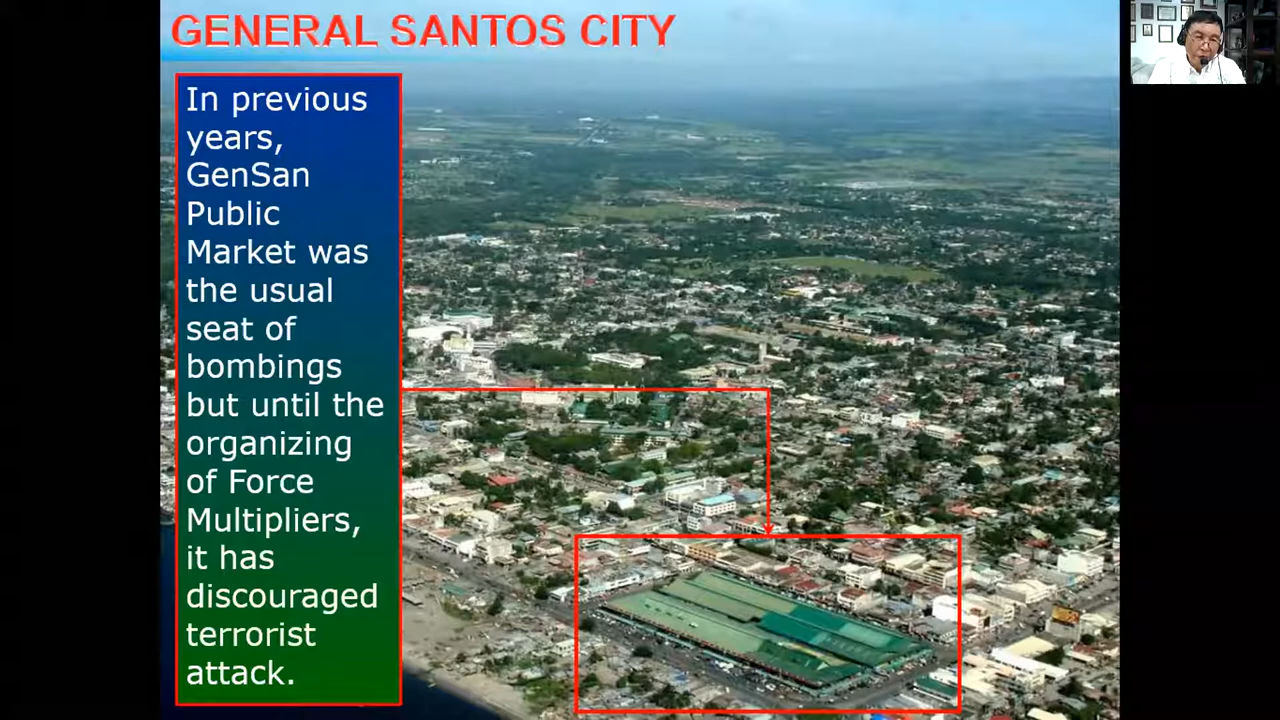 GENERAL SANTOS CITY
In previous
years,
GenSan
Public
Market was
the usual
seat of
bombings
but until the
organizing
of Force
Multipliers,
it has
discouraged
terrorist
attack.